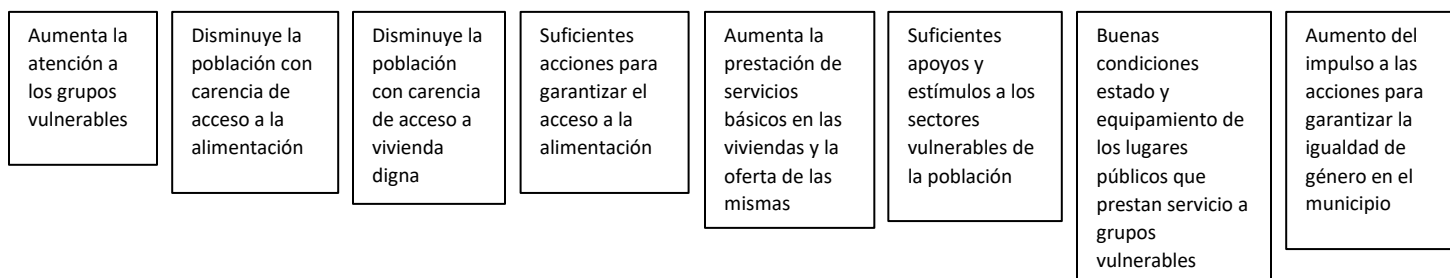 Aumenta la
atención a
los grupos
vulnerables
Disminuye la
población con
carencia de
acceso a la
alimentación
Disminuye la
población
con carencia
de acceso a
vivienda
digna
Suficientes
acciones para
garantizar el
acceso a la
alimentación
Aumenta la
prestación de
servicios
básicos en las
viviendas y la
oferta de las
mismas
Suficientes
apoyos y
estímulos a los
sectores
vulnerables de
la población
Buenas
condiciones
estado y
equipamiento de
los lugares
públicos que
prestan servicio a
grupos
vulnerables
Aumento del
impulso a las
acciones para
garantizar la
igualdad de
género en el
municipio